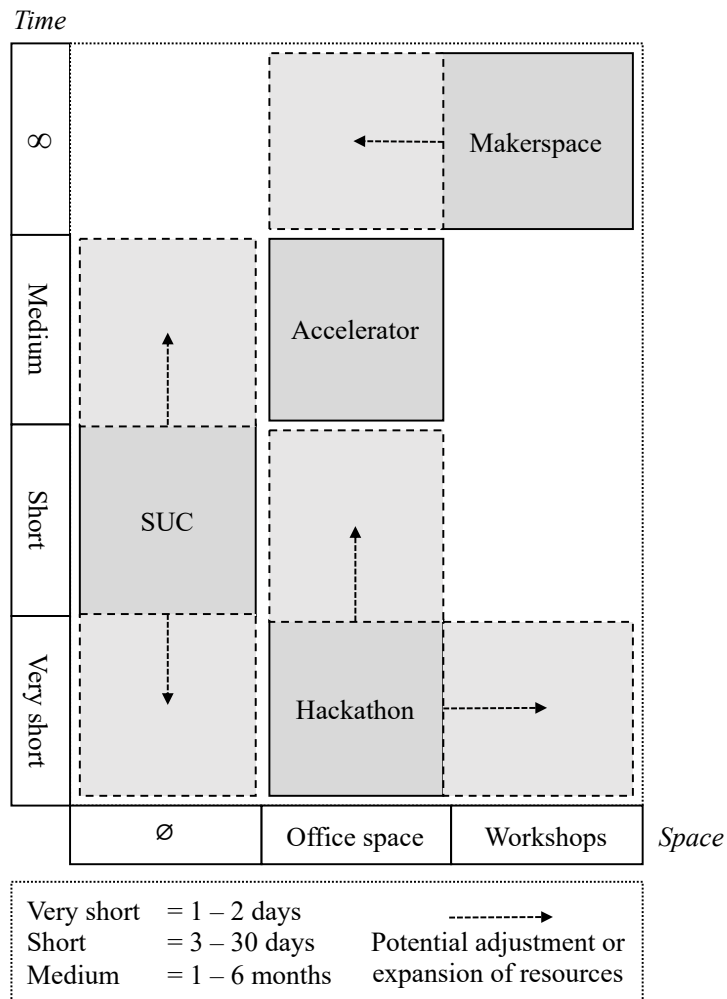 Time
∞
Makerspace
Medium
Accelerator
Short
SUC
Very short
Hackathon
∅
Office space
Workshops
Space
Very short = 1 – 2 days
Short = 3 – 30 days
Medium = 1 – 6 months
Potential adjustment or
expansion of resources